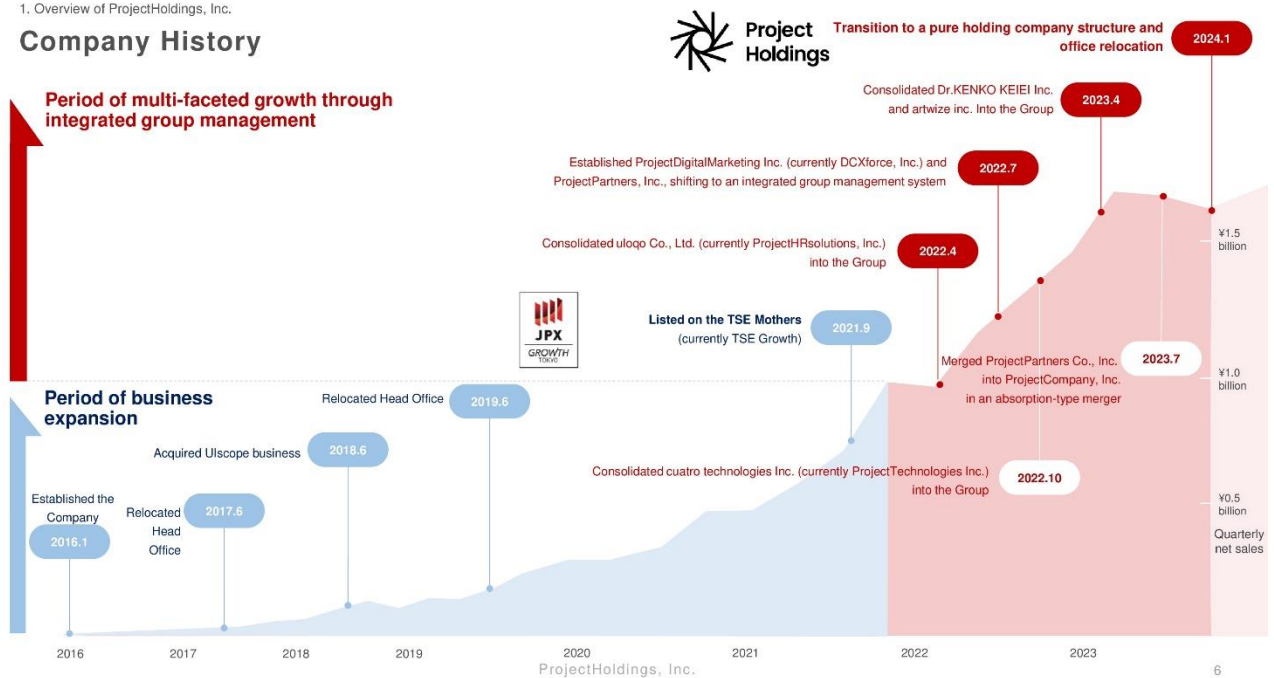 1. Overview of ProjectHoldings, Inc.
Company History
Project
Holdings
Transition to a pure holding company structure and
office relocation
2024.1
Period of multi-faceted growth through
integrated group management
Consolidated Dr.KENKO KEIEI Inc.
and artwize inc. Into the Group
2023.4
Established ProjectDigitalMarketing Inc. (currently DCXforce, Inc.) and
ProjectPartners, Inc., shifting to an integrated group management system
2022.7
Consolidated uloqo Co., Ltd. (currently ProjectHRsolutions, Inc.)
into the Group
2022.4
¥1.5
billion
JPX
GROWTH
TOKYO
Listed on the TSE Mothers
(currently TSE Growth)
2021.9
Merged ProjectPartners Co., Inc.
into ProjectCompany, Inc.
in an absorption-type merger
2023.7
¥1.0
billion
Period of business
expansion
Relocated Head Office
2019.6
Acquired UIscope business
2018.6
Consolidated cuatro technologies Inc. (currently ProjectTechnologies Inc.)
into the Group
2022.10
Established the
Company
2016.1
Relocated
Head
Office
2017.6
¥0.5
billion
Quarterly
net sales
2016
2017
2018
2019
2020
2021
2022
2023
ProjectHoldings, Inc.
6